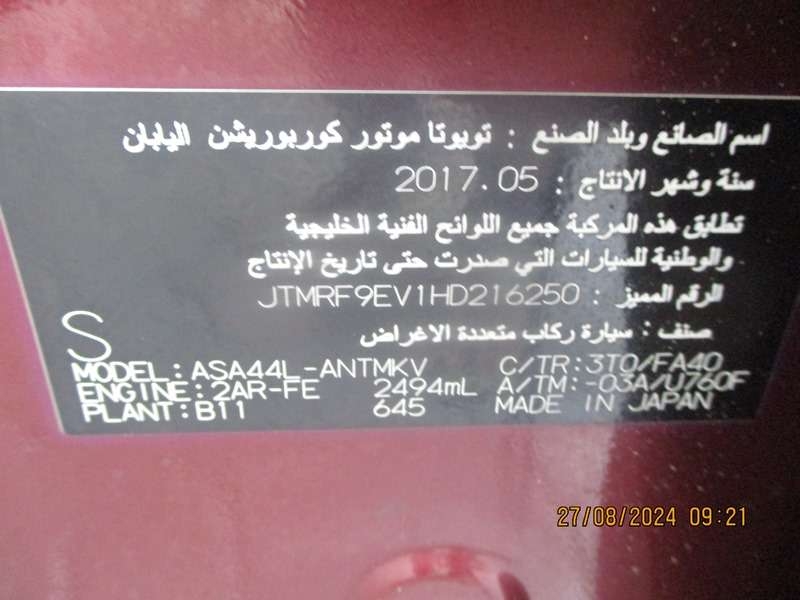 اسم الصانع وبلد الصنع : تويوتا موتور كوربوريشن اليابان
سنة وشهر الانتاج : 2017.05
تطابق هذه المركبة جميع اللوائح الفنية الخليجية
والوطنية للسيارات التي صدرت حتى تاريخ الإنتاج
الرقم المميز : JTMRF9EV1HD216250
صنف : سيارة ركاب متعددة الاغراض
S
MODEL:ASA44L-ANTMKV C/TR:3T0/FA40
ENGINE:2AR-FE 2494mL A/TM:-03A/U760F
PLANT:B11 645 MADE IN JAPAN
27/08/2024 09:21